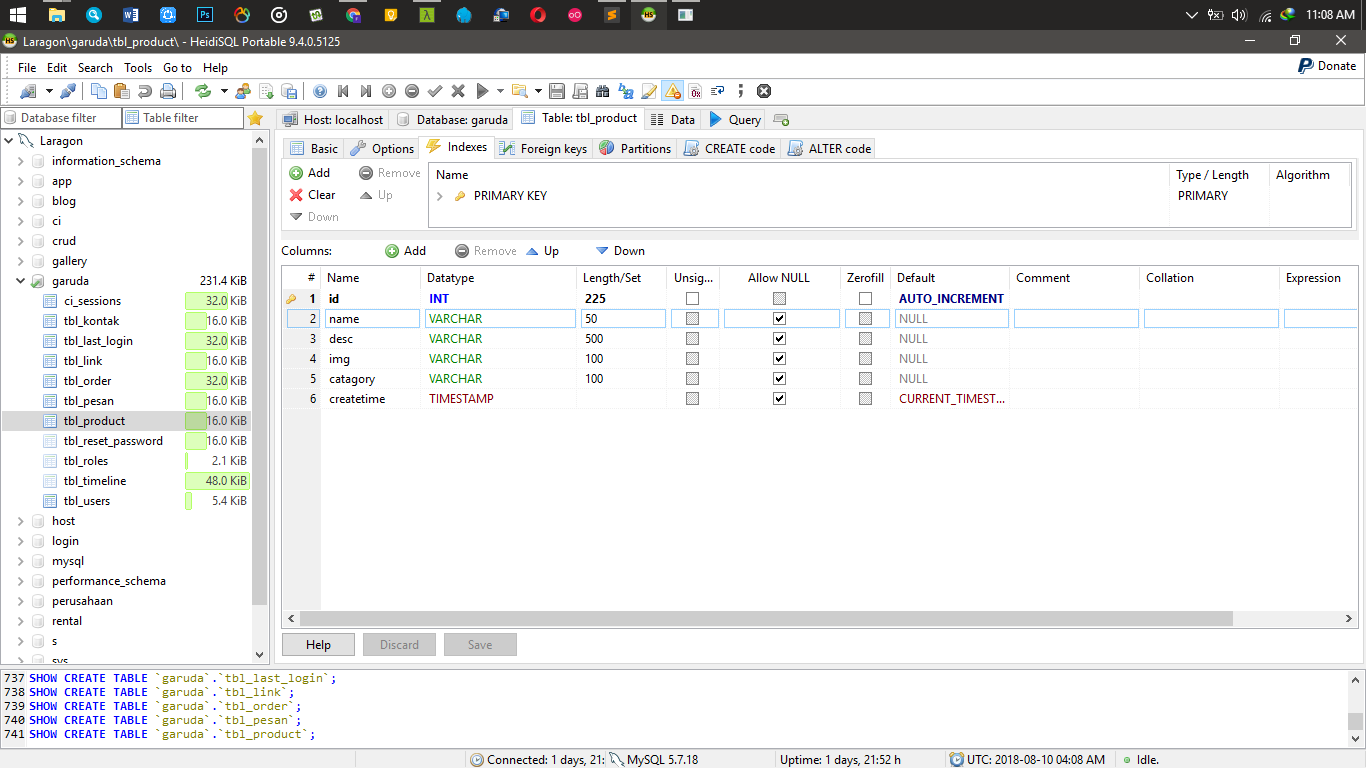 11:08 AM
Laragon\garuda\tbl_product\ - HeidiSQL Portable 9.4.0.5125
File Edit Search Tools Go to Help
Donate
Database filter Table filter
Host: localhost Database: garuda Table: tbl_product Data Query
Laragon
information_schema
app
blog
ci
crud
gallery
garuda 231.4 KiB
ci_sessions 32.0 KiB
tbl_kontak 16.0 KiB
tbl_last_login 32.0 KiB
tbl_link 16.0 KiB
tbl_order 32.0 KiB
tbl_pesan 16.0 KiB
tbl_product 16.0 KiB
tbl_reset_password 16.0 KiB
tbl_roles 2.1 KiB
tbl_timeline 48.0 KiB
tbl_users 5.4 KiB
host
login
mysql
performance_schema
perusahaan
rental
s
sys
Basic Options Indexes Foreign keys Partitions CREATE code ALTER code
Add Remove
Clear Up
Down
Name Type / Length Algorithm
PRIMARY KEY PRIMARY
Columns: Add Remove Up Down
# Name Datatype Length/Set Unsig... Allow NULL Zerofill Default Comment Collation Expression
1 id INT 225 AUTO_INCREMENT
2 name VARCHAR 50 NULL
3 desc VARCHAR 500 NULL
4 img VARCHAR 100 NULL
5 catagory VARCHAR 100 NULL
6 createtime TIMESTAMP CURRENT_TIMEST...
Help Discard Save
737 SHOW CREATE TABLE `garuda`.`tbl_last_login`;
738 SHOW CREATE TABLE `garuda`.`tbl_link`;
739 SHOW CREATE TABLE `garuda`.`tbl_order`;
740 SHOW CREATE TABLE `garuda`.`tbl_pesan`;
741 SHOW CREATE TABLE `garuda`.`tbl_product`;
Connected: 1 days, 21: MySQL 5.7.18 Uptime: 1 days, 21:52 h UTC: 2018-08-10 04:08 AM Idle.